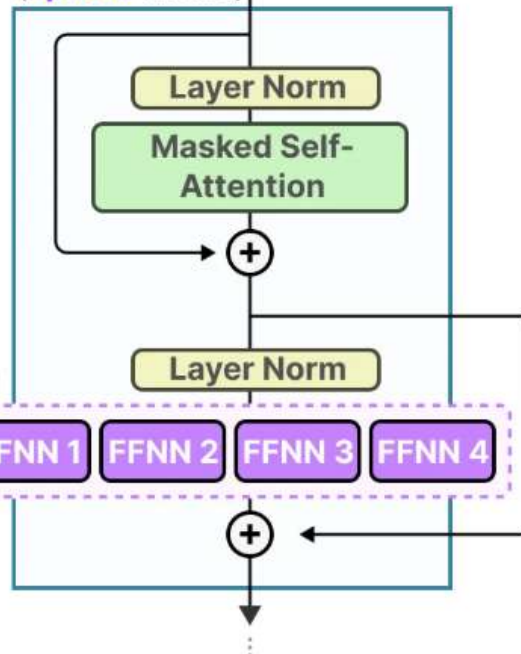 Layer Norm
Masked Self-
Attention
+
Layer Norm
FNN 1 FFNN 2 FFNN 3 FFNN 4
+